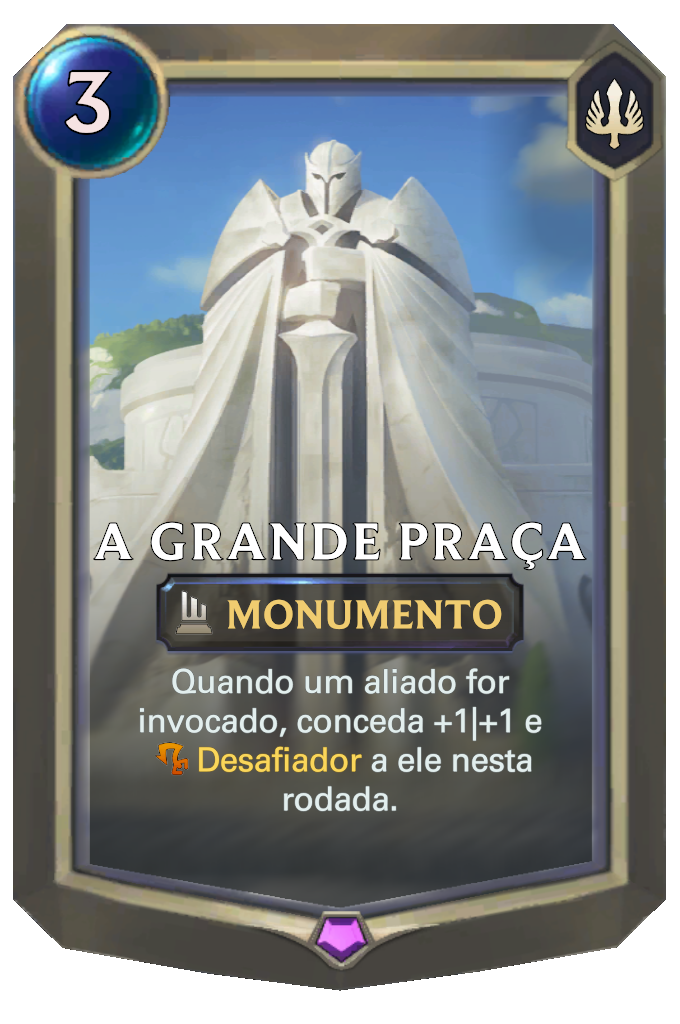 3
A GRANDE PRAÇA
MONUMENTO
Quando um aliado for
invocado, conceda +1|+1 e
Desafiador a ele nesta
rodada.